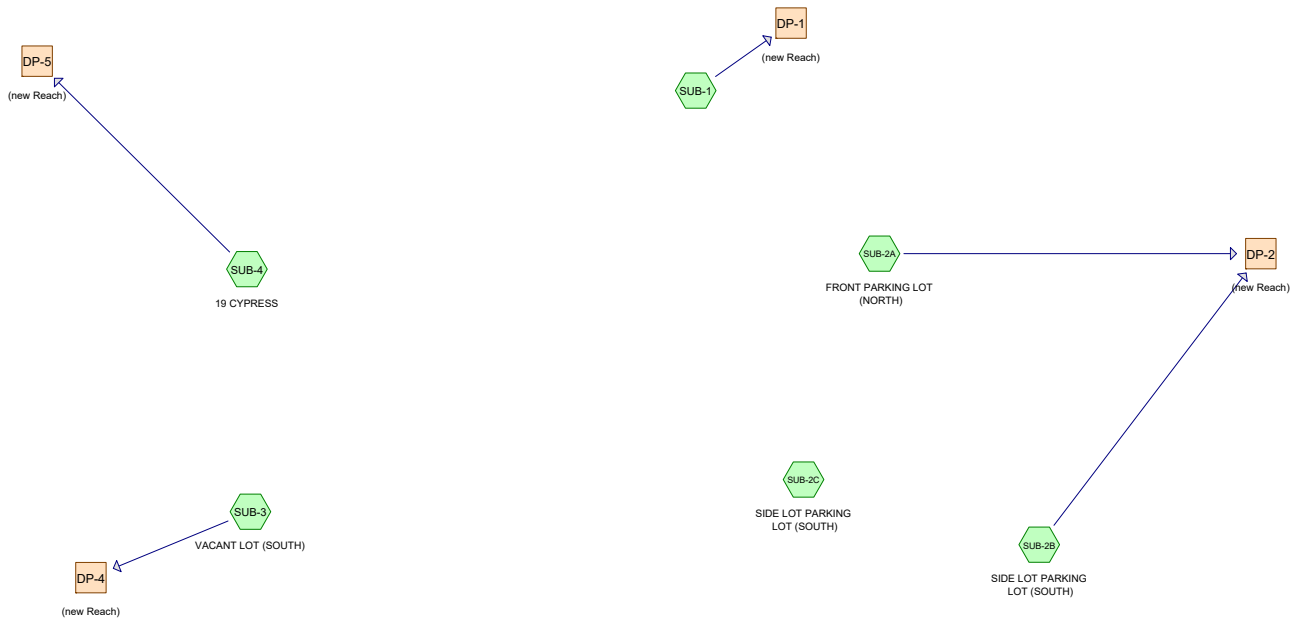 DP-1
(new Reach)
DP-5
(new Reach)
SUB-1
SUB-2A
FRONT PARKING LOT
(NORTH)
DP-2
(new Reach)
SUB-4
19 CYPRESS
SUB-2C
SIDE LOT PARKING
LOT (SOUTH)
SUB-3
VACANT LOT (SOUTH)
SUB-2B
SIDE LOT PARKING
LOT (SOUTH)
DP-4
(new Reach)